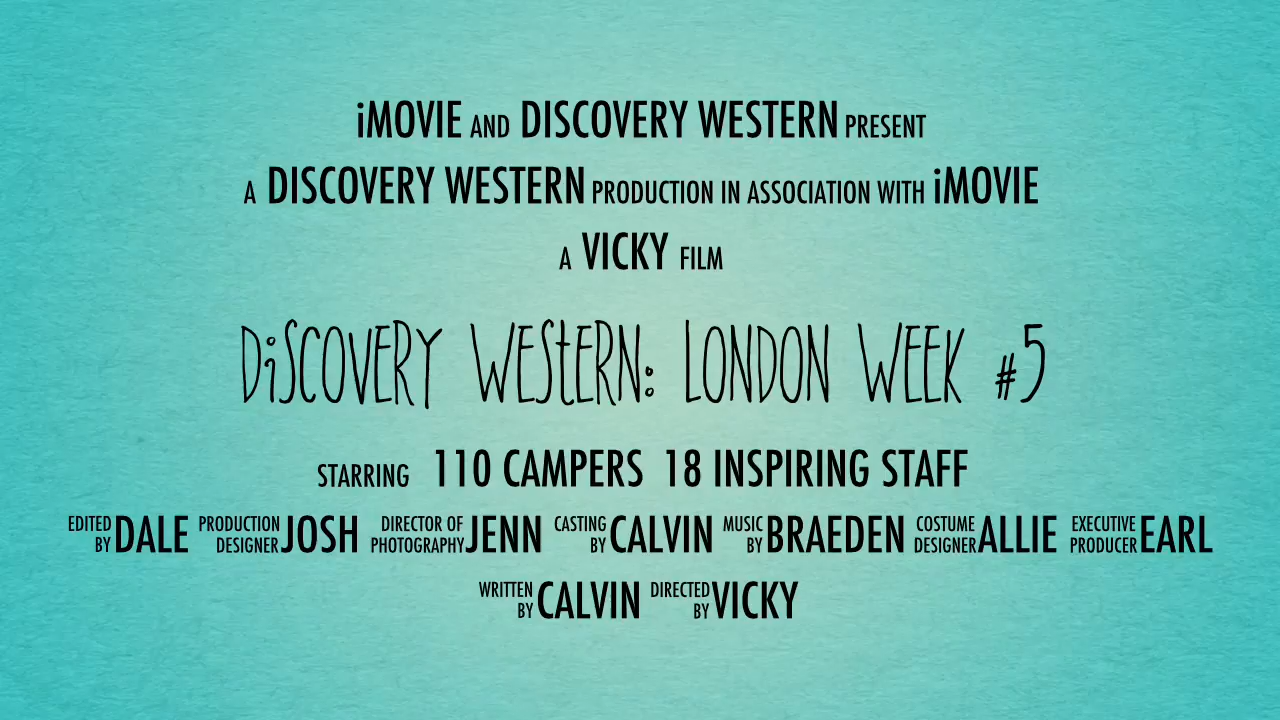 iMOVIE AND DISCOVERY WESTERN PRESENT
A DISCOVERY WESTERN PRODUCTION IN ASSOCIATION WITH iMOVIE
A VICKY FILM
DiSCOVERY WEStERN: LONDON WEEK #5
STARRING 110 CAMPERS 18 INSPIRING STAFF
EDITED BY DALE PRODUCTION DESIGNER JOSH DIRECTOR OF PHOTOGRAPHY JENN CASTING BY CALVIN MUSIC BY BRAEDEN COSTUME DESIGNER ALLIE EXECUTIVE PRODUCER EARL
WRITTEN BY CALVIN DIRECTED BY VICKY